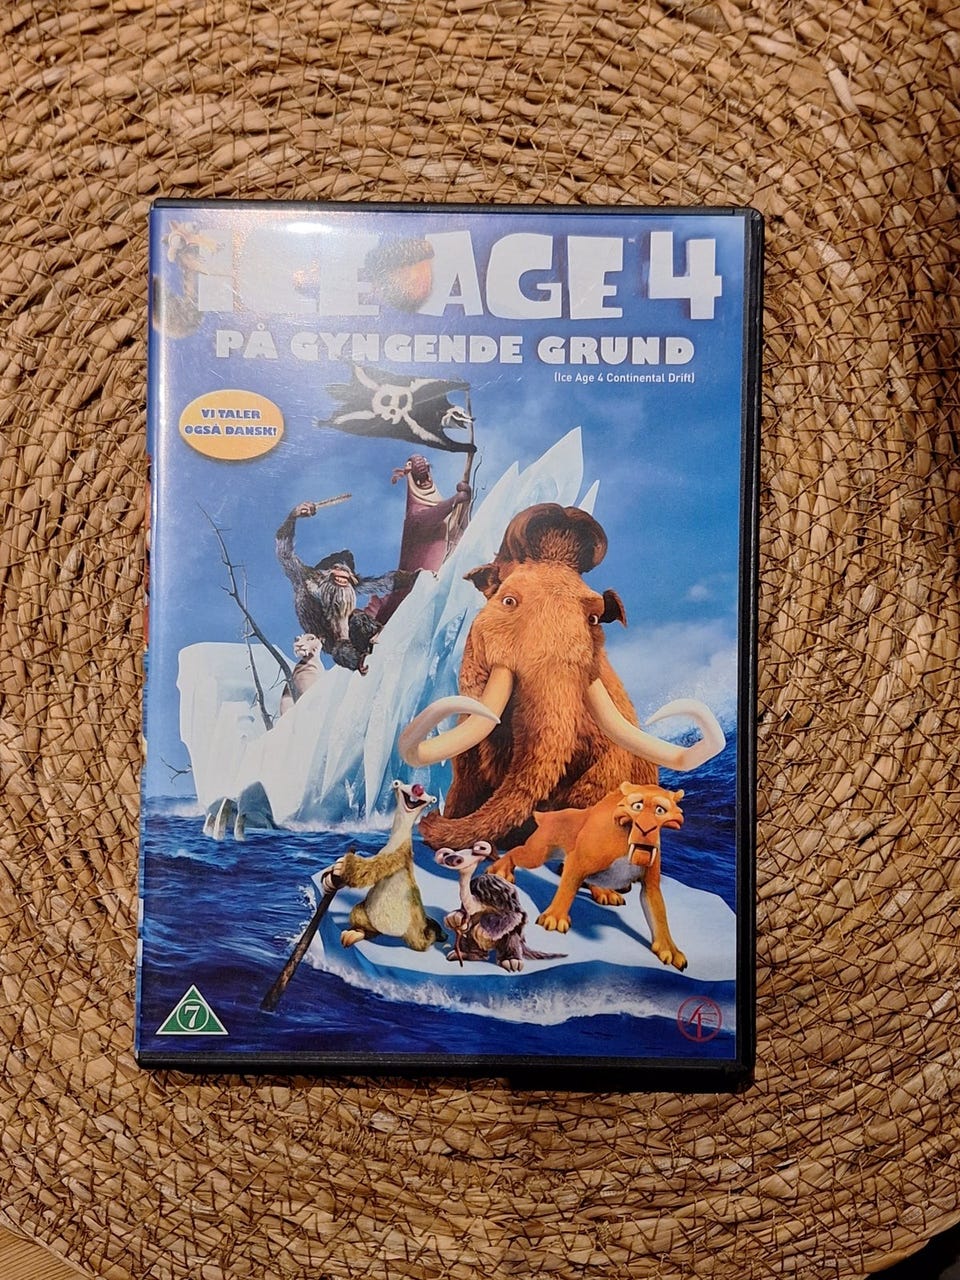 ICE AGE 4
PÅ GYNGENDE GRUND
(Ice Age 4 Continental Drift)
VI TALER
OGSÅ DANSK!
7